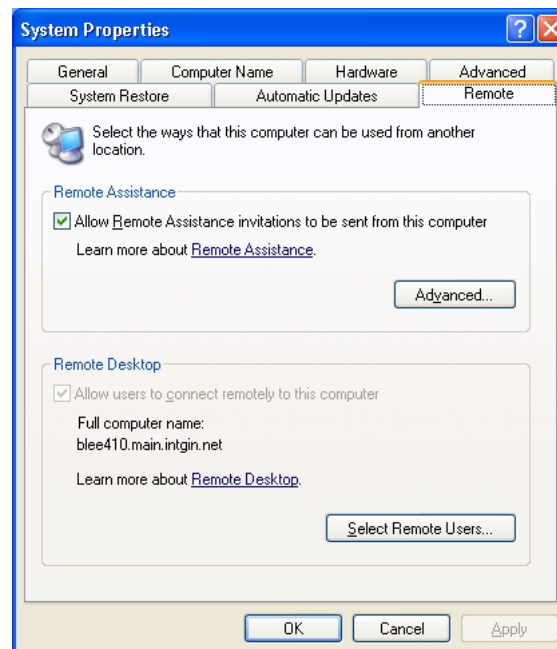 System Properties
General Computer Name Hardware Advanced
System Restore Automatic Updates Remote
Select the ways that this computer can be used from another
location.
Remote Assistance
Allow Remote Assistance invitations to be sent from this computer
Learn more about Remote Assistance.
Advanced...
Remote Desktop
Allow users to connect remotely to this computer
Full computer name:
blee410.main.intgin.net
Learn more about Remote Desktop.
Select Remote Users...
OK Cancel Apply